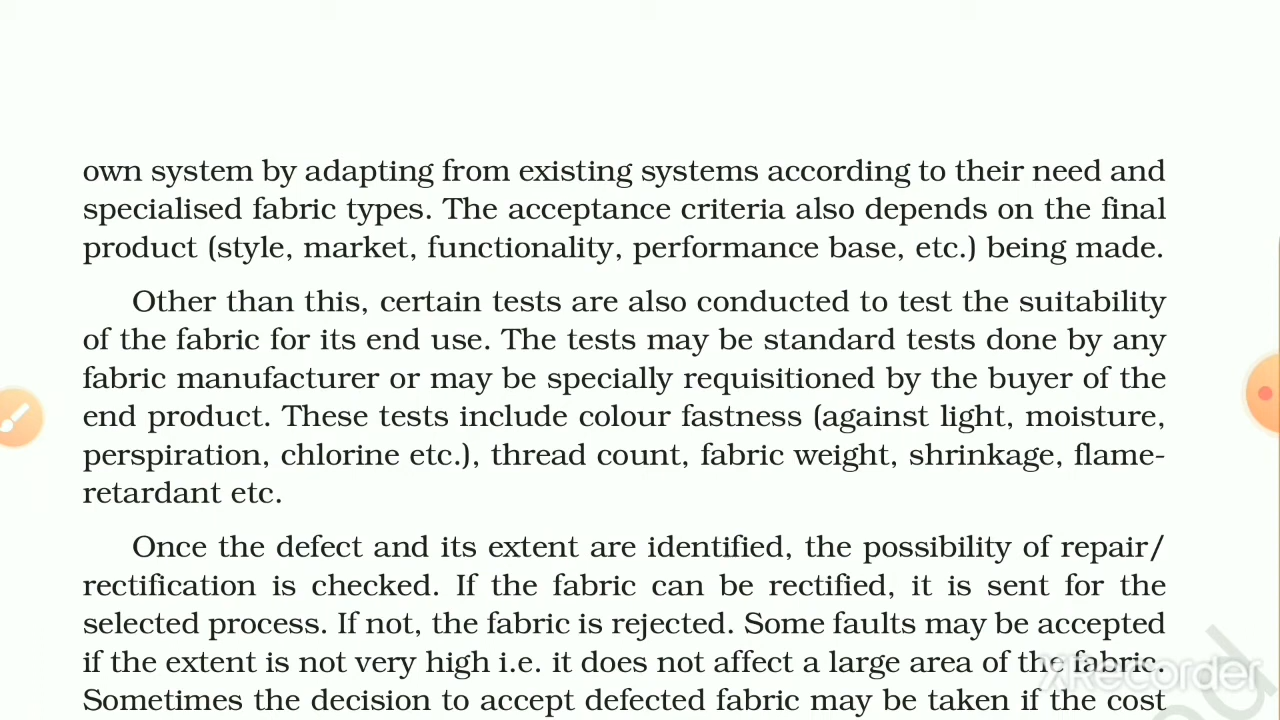 own system by adapting from existing systems according to their need and
specialised fabric types. The acceptance criteria also depends on the final
product (style, market, functionality, performance base, etc.) being made.
Other than this, certain tests are also conducted to test the suitability
of the fabric for its end use. The tests may be standard tests done by any
fabric manufacturer or may be specially requisitioned by the buyer of the
end product. These tests include colour fastness (against light, moisture,
perspiration, chlorine etc.), thread count, fabric weight, shrinkage, flame-
retardant etc.
Once the defect and its extent are identified, the possibility of repair/
rectification is checked. If the fabric can be rectified, it is sent for the
selected process. If not, the fabric is rejected. Some faults may be accepted
if the extent is not very high i.e. it does not affect a large area of the fabric.
Sometimes the decision to accept defected fabric may be taken if the cost
XRecorder